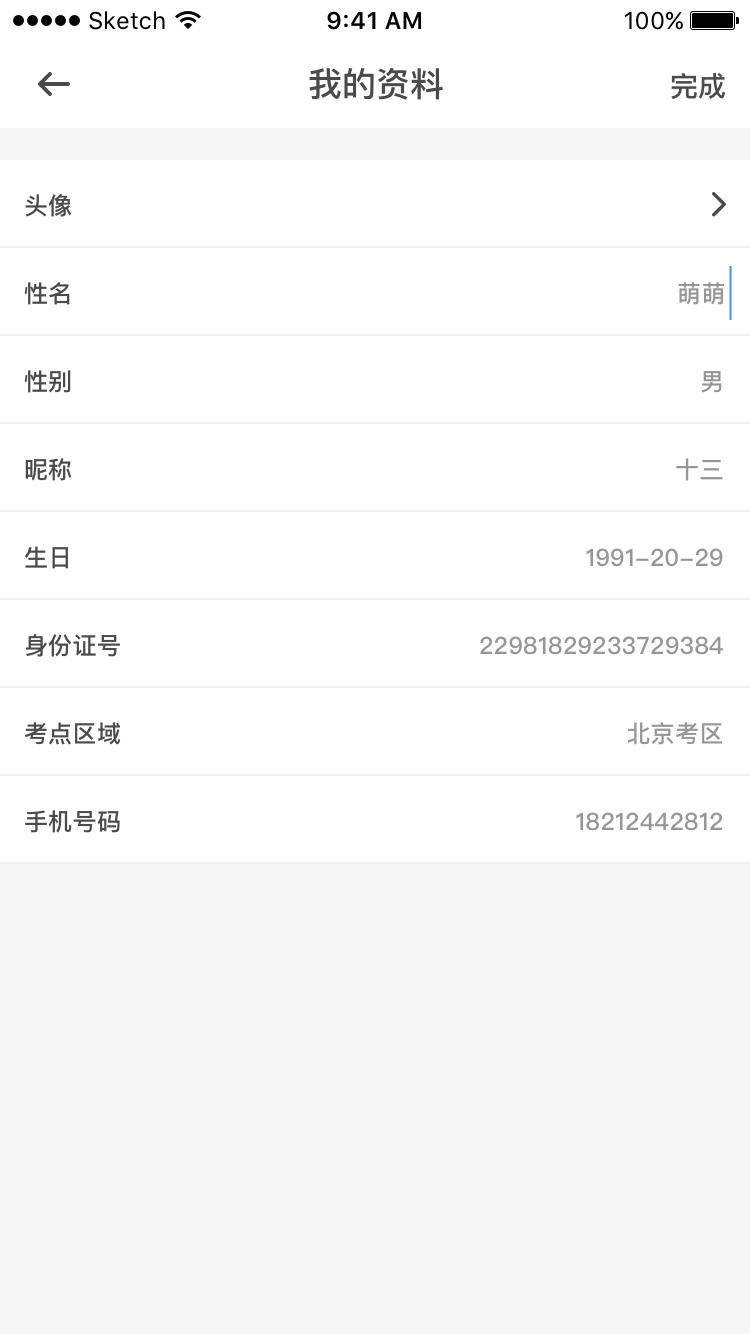 Sketch 9:41 AM 100%
我的资料 完成
头像
性名 萌萌
性别 男
昵称 十三
生日 1991-20-29
身份证号 22981829233729384
考点区域 北京考区
手机号码 18212442812